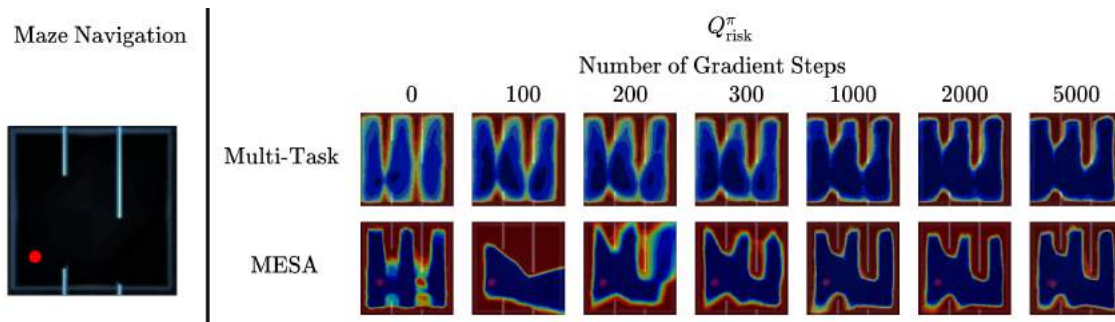 Maze Navigation
Q^π_risk
Number of Gradient Steps
0 100 200 300 1000 2000 5000
Multi-Task
MESA